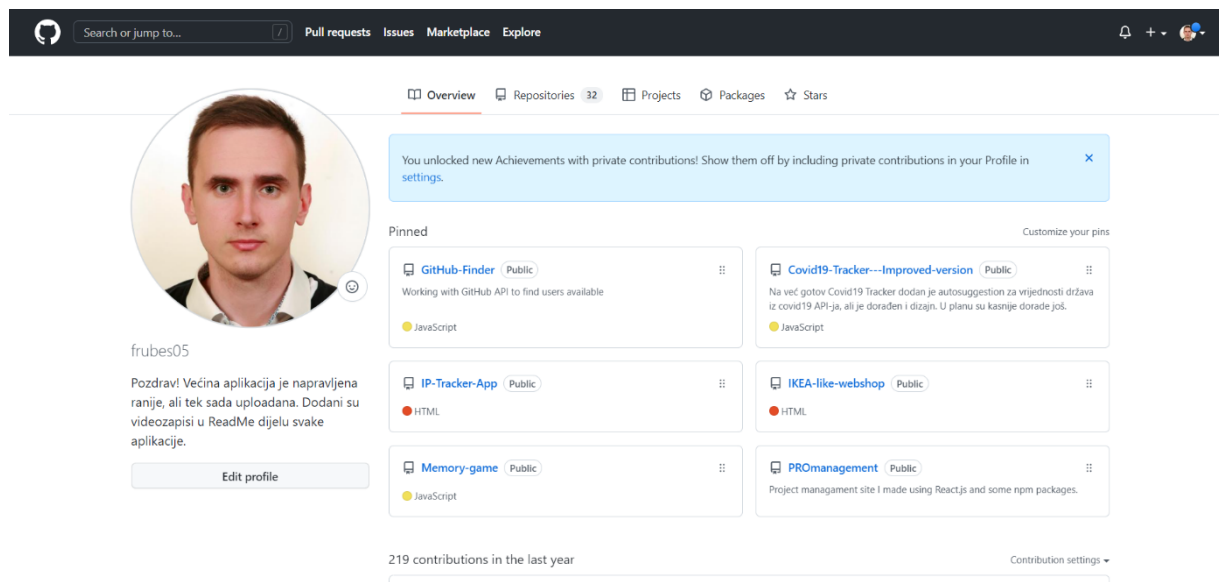 Search or jump to... /
Pull requests Issues Marketplace Explore
Overview Repositories 32 Projects Packages Stars
You unlocked new Achievements with private contributions! Show them off by including private contributions in your Profile in
settings.
Pinned
Customize your pins
GitHub-Finder Public
Working with GitHub API to find users available
JavaScript
Covid19-Tracker---Improved-version Public
Na već gotov Covid19 Tracker dodan je autosuggestion za vrijednosti država
iz covid19 API-ja, ali je dorađen i dizajn. U planu su kasnije dorade još.
JavaScript
frubes05
Pozdrav! Većina aplikacija je napravljena
ranije, ali tek sada uploadana. Dodani su
videozapisi u ReadMe dijelu svake
aplikacije.
Edit profile
IP-Tracker-App Public
HTML
IKEA-like-webshop Public
HTML
Memory-game Public
JavaScript
PROmanagement Public
Project managament site I made using React.js and some npm packages.
219 contributions in the last year
Contribution settings